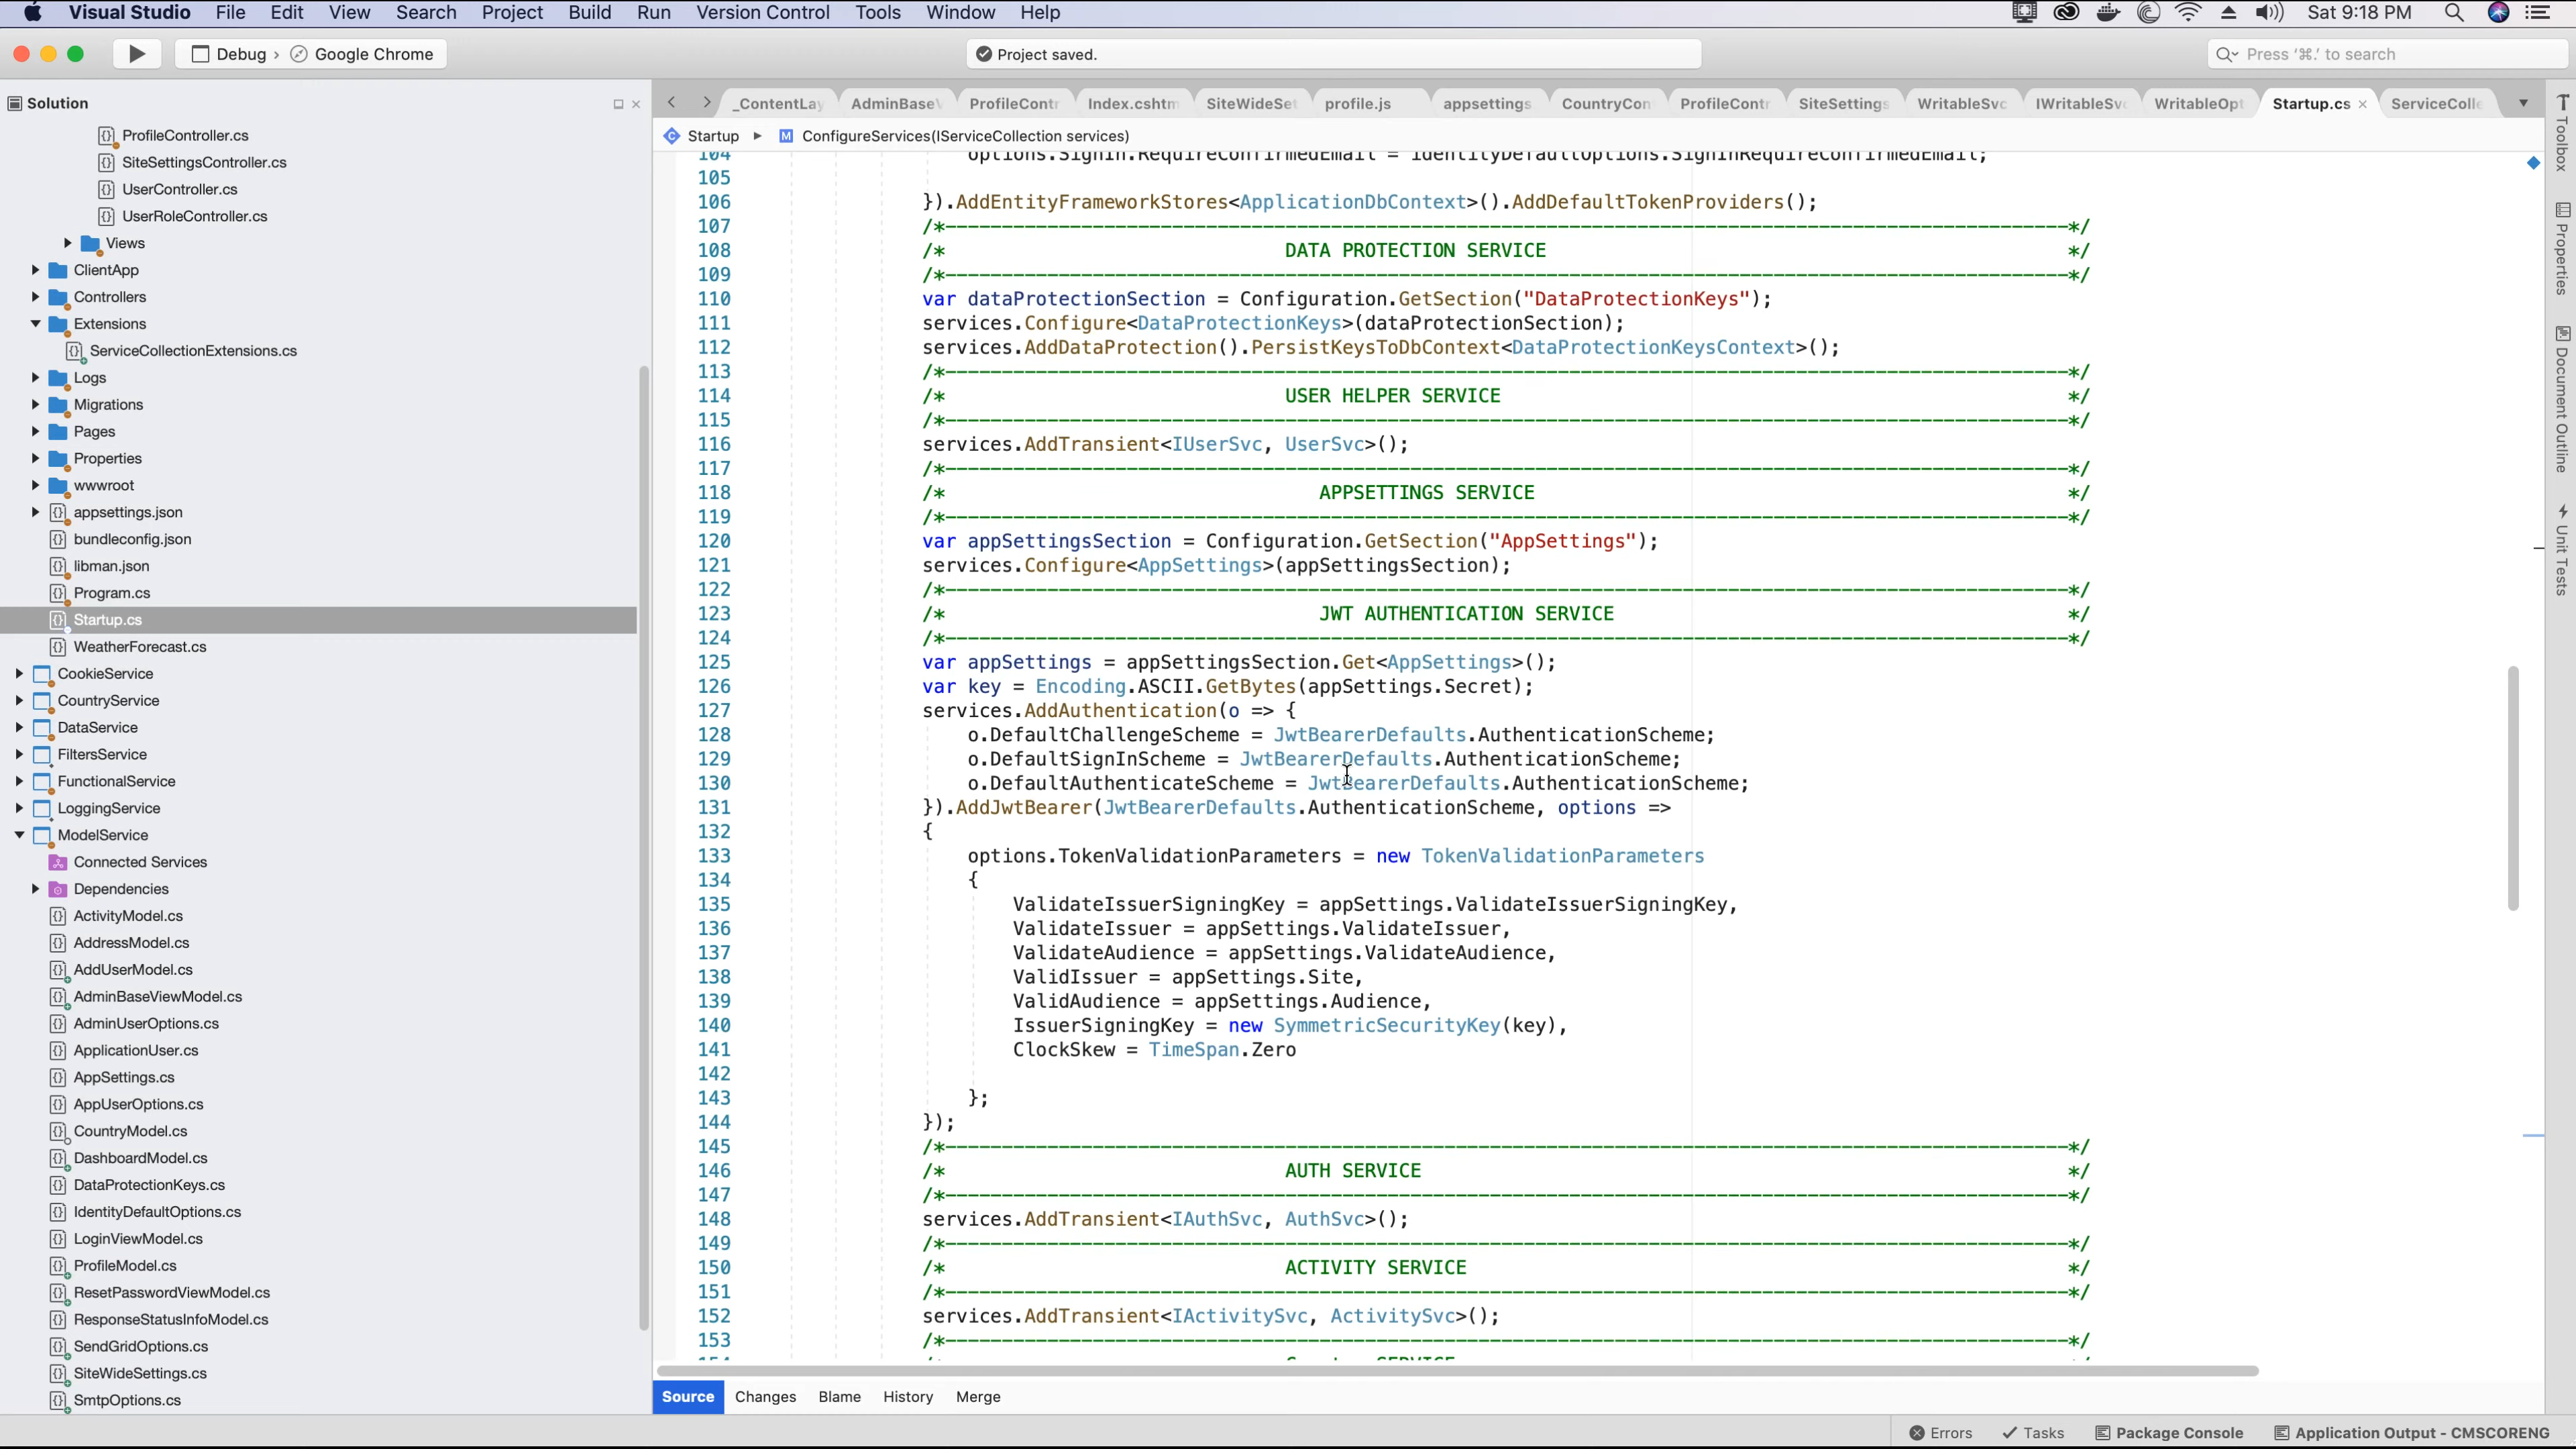 Visual Studio File Edit View Search Project Build Run Version Control Tools Window Help Sat 9:18 PM
Debug › Google Chrome
Project saved.
Press '⌘.' to search
Solution
ProfileController.cs
SiteSettingsController.cs
UserController.cs
UserRoleController.cs
Views
ClientApp
Controllers
Extensions
ServiceCollectionExtensions.cs
Logs
Migrations
Pages
Properties
wwwroot
appsettings.json
bundleconfig.json
libman.json
Program.cs
Startup.cs
WeatherForecast.cs
CookieService
CountryService
DataService
FiltersService
FunctionalService
LoggingService
ModelService
Connected Services
Dependencies
ActivityModel.cs
AddressModel.cs
AddUserModel.cs
AdminBaseViewModel.cs
AdminUserOptions.cs
ApplicationUser.cs
AppSettings.cs
AppUserOptions.cs
CountryModel.cs
DashboardModel.cs
DataProtectionKeys.cs
IdentityDefaultOptions.cs
LoginViewModel.cs
ProfileModel.cs
ResetPasswordViewModel.cs
ResponseStatusInfoModel.cs
SendGridOptions.cs
SiteWideSettings.cs
SmtpOptions.cs
_ContentLay AdminBaseV ProfileContr Index.cshtm SiteWideSet profile.js appsettings CountryCon ProfileContr SiteSettings WritableSvc IWritableSvc WritableOpt Startup.cs ServiceColle
Startup ▸ M ConfigureServices(IServiceCollection services)
104 options.SignIn.RequireConfirmedEmail = identityDefaultOptions.SignInRequireConfirmedEmail;
105
106 }).AddEntityFrameworkStores<ApplicationDbContext>().AddDefaultTokenProviders();
107 /*---------------------------------------------------------------------------------------------------*/
108 /* DATA PROTECTION SERVICE */
109 /*---------------------------------------------------------------------------------------------------*/
110 var dataProtectionSection = Configuration.GetSection("DataProtectionKeys");
111 services.Configure<DataProtectionKeys>(dataProtectionSection);
112 services.AddDataProtection().PersistKeysToDbContext<DataProtectionKeysContext>();
113 /*---------------------------------------------------------------------------------------------------*/
114 /* USER HELPER SERVICE */
115 /*---------------------------------------------------------------------------------------------------*/
116 services.AddTransient<IUserSvc, UserSvc>();
117 /*---------------------------------------------------------------------------------------------------*/
118 /* APPSETTINGS SERVICE */
119 /*---------------------------------------------------------------------------------------------------*/
120 var appSettingsSection = Configuration.GetSection("AppSettings");
121 services.Configure<AppSettings>(appSettingsSection);
122 /*---------------------------------------------------------------------------------------------------*/
123 /* JWT AUTHENTICATION SERVICE */
124 /*---------------------------------------------------------------------------------------------------*/
125 var appSettings = appSettingsSection.Get<AppSettings>();
126 var key = Encoding.ASCII.GetBytes(appSettings.Secret);
127 services.AddAuthentication(o => {
128 o.DefaultChallengeScheme = JwtBearerDefaults.AuthenticationScheme;
129 o.DefaultSignInScheme = JwtBearerDefaults.AuthenticationScheme;
130 o.DefaultAuthenticateScheme = JwtBearerDefaults.AuthenticationScheme;
131 }).AddJwtBearer(JwtBearerDefaults.AuthenticationScheme, options =>
132 {
133 options.TokenValidationParameters = new TokenValidationParameters
134 {
135 ValidateIssuerSigningKey = appSettings.ValidateIssuerSigningKey,
136 ValidateIssuer = appSettings.ValidateIssuer,
137 ValidateAudience = appSettings.ValidateAudience,
138 ValidIssuer = appSettings.Site,
139 ValidAudience = appSettings.Audience,
140 IssuerSigningKey = new SymmetricSecurityKey(key),
141 ClockSkew = TimeSpan.Zero
142
143 };
144 });
145 /*---------------------------------------------------------------------------------------------------*/
146 /* AUTH SERVICE */
147 /*---------------------------------------------------------------------------------------------------*/
148 services.AddTransient<IAuthSvc, AuthSvc>();
149 /*---------------------------------------------------------------------------------------------------*/
150 /* ACTIVITY SERVICE */
151 /*---------------------------------------------------------------------------------------------------*/
152 services.AddTransient<IActivitySvc, ActivitySvc>();
153 /*---------------------------------------------------------------------------------------------------*/
Source Changes Blame History Merge
Toolbox
Properties
Document Outline
Unit Tests
Errors Tasks Package Console Application Output - CMSCORENG